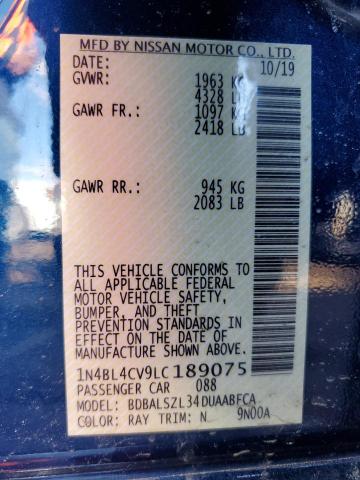 MFD BY NISSAN MOTOR CO., LTD.
DATE: 10/19
GVWR: 1963 KG
4328 LB
GAWR FR.: 1097 KG
2418 LB
GAWR RR.: 945 KG
2083 LB
THIS VEHICLE CONFORMS TO
ALL APPLICABLE FEDERAL
MOTOR VEHICLE SAFETY,
BUMPER, AND THEFT
PREVENTION STANDARDS IN
EFFECT ON THE DATE OF
MANUFACTURE SHOWN ABOVE.
1N4BL4CV9LC189075
PASSENGER CAR 088
MODEL: BDBALSZL34DUAABFCA
COLOR: RAY TRIM: N 9N00A